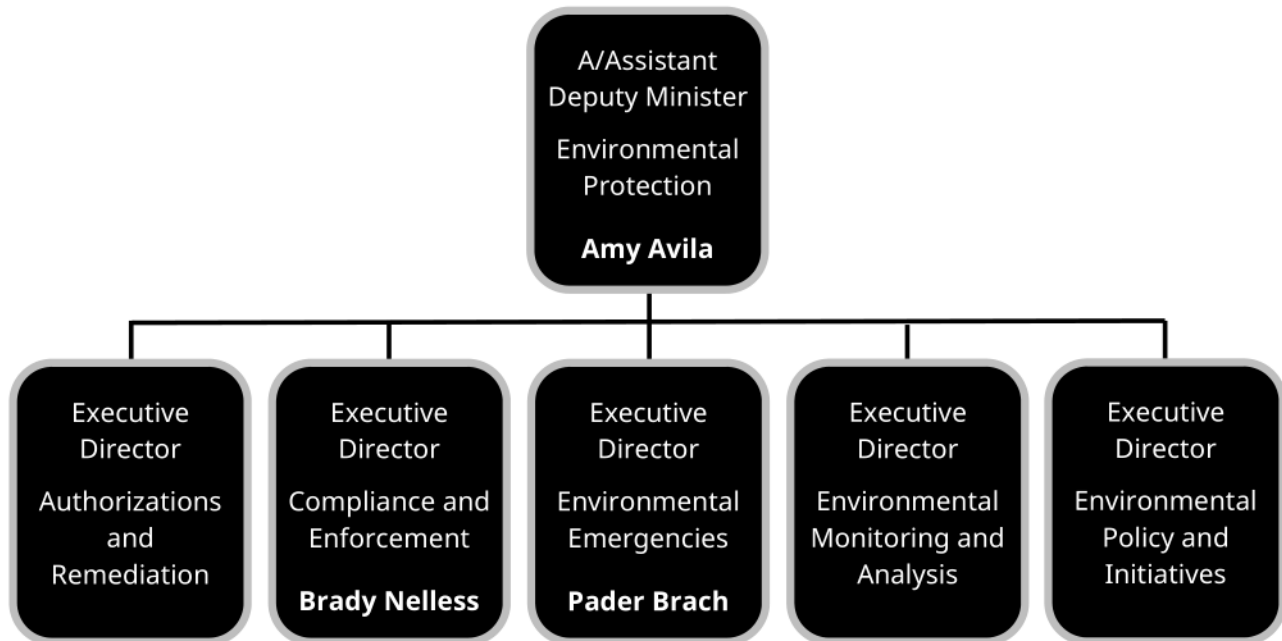 A/Assistant
Deputy Minister
Environmental
Protection
Amy Avila
Executive
Director
Authorizations
and
Remediation
Executive
Director
Compliance and
Enforcement
Brady Nelless
Executive
Director
Environmental
Emergencies
Pader Brach
Executive
Director
Environmental
Monitoring and
Analysis
Executive
Director
Environmental
Policy and
Initiatives